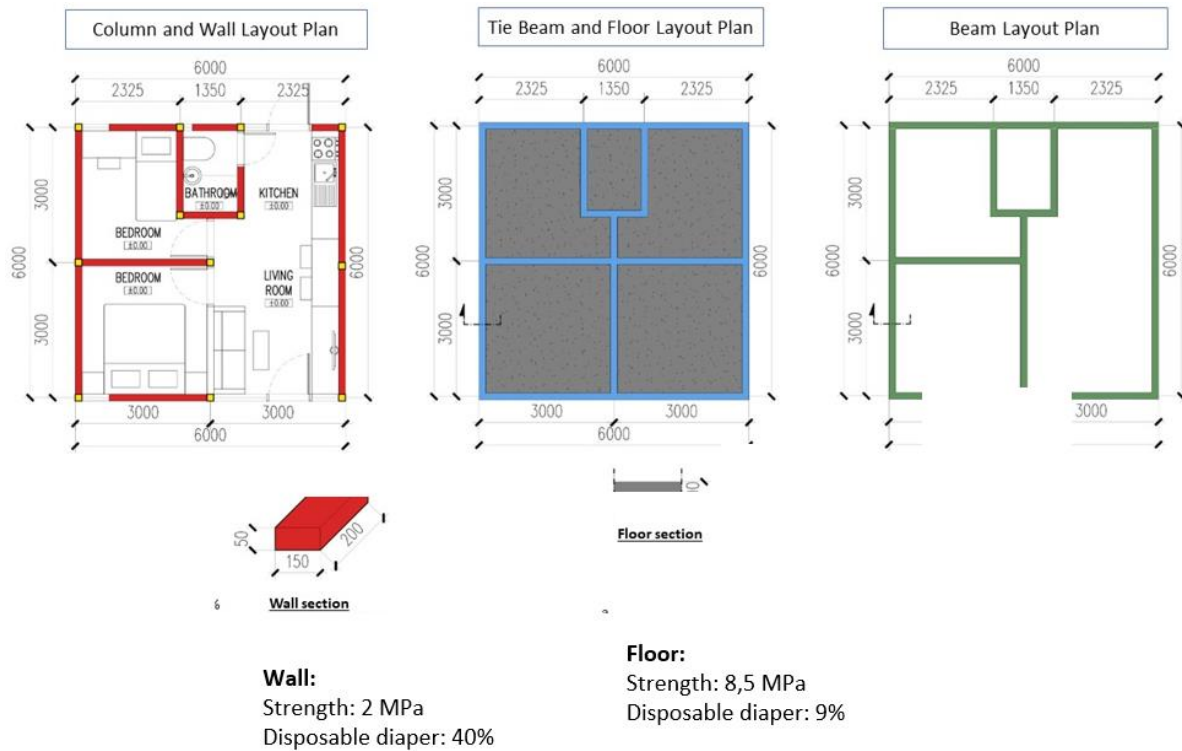 Column and Wall Layout Plan
6000
2325 1350 2325
3000
3000
6000
BATHROOM
±0.00
KITCHEN
±0.00
BEDROOM
±0.00
BEDROOM
±0.00
LIVING
ROOM
±0.00
3000 3000
6000
Tie Beam and Floor Layout Plan
6000
2325 1350 2325
3000
3000
6000
3000 3000
6000
Beam Layout Plan
6000
2325 1350 2325
3000
3000
6000
3000
50
150
200
Wall section
Floor section
Wall:
Strength: 2 MPa
Disposable diaper: 40%
Floor:
Strength: 8,5 MPa
Disposable diaper: 9%